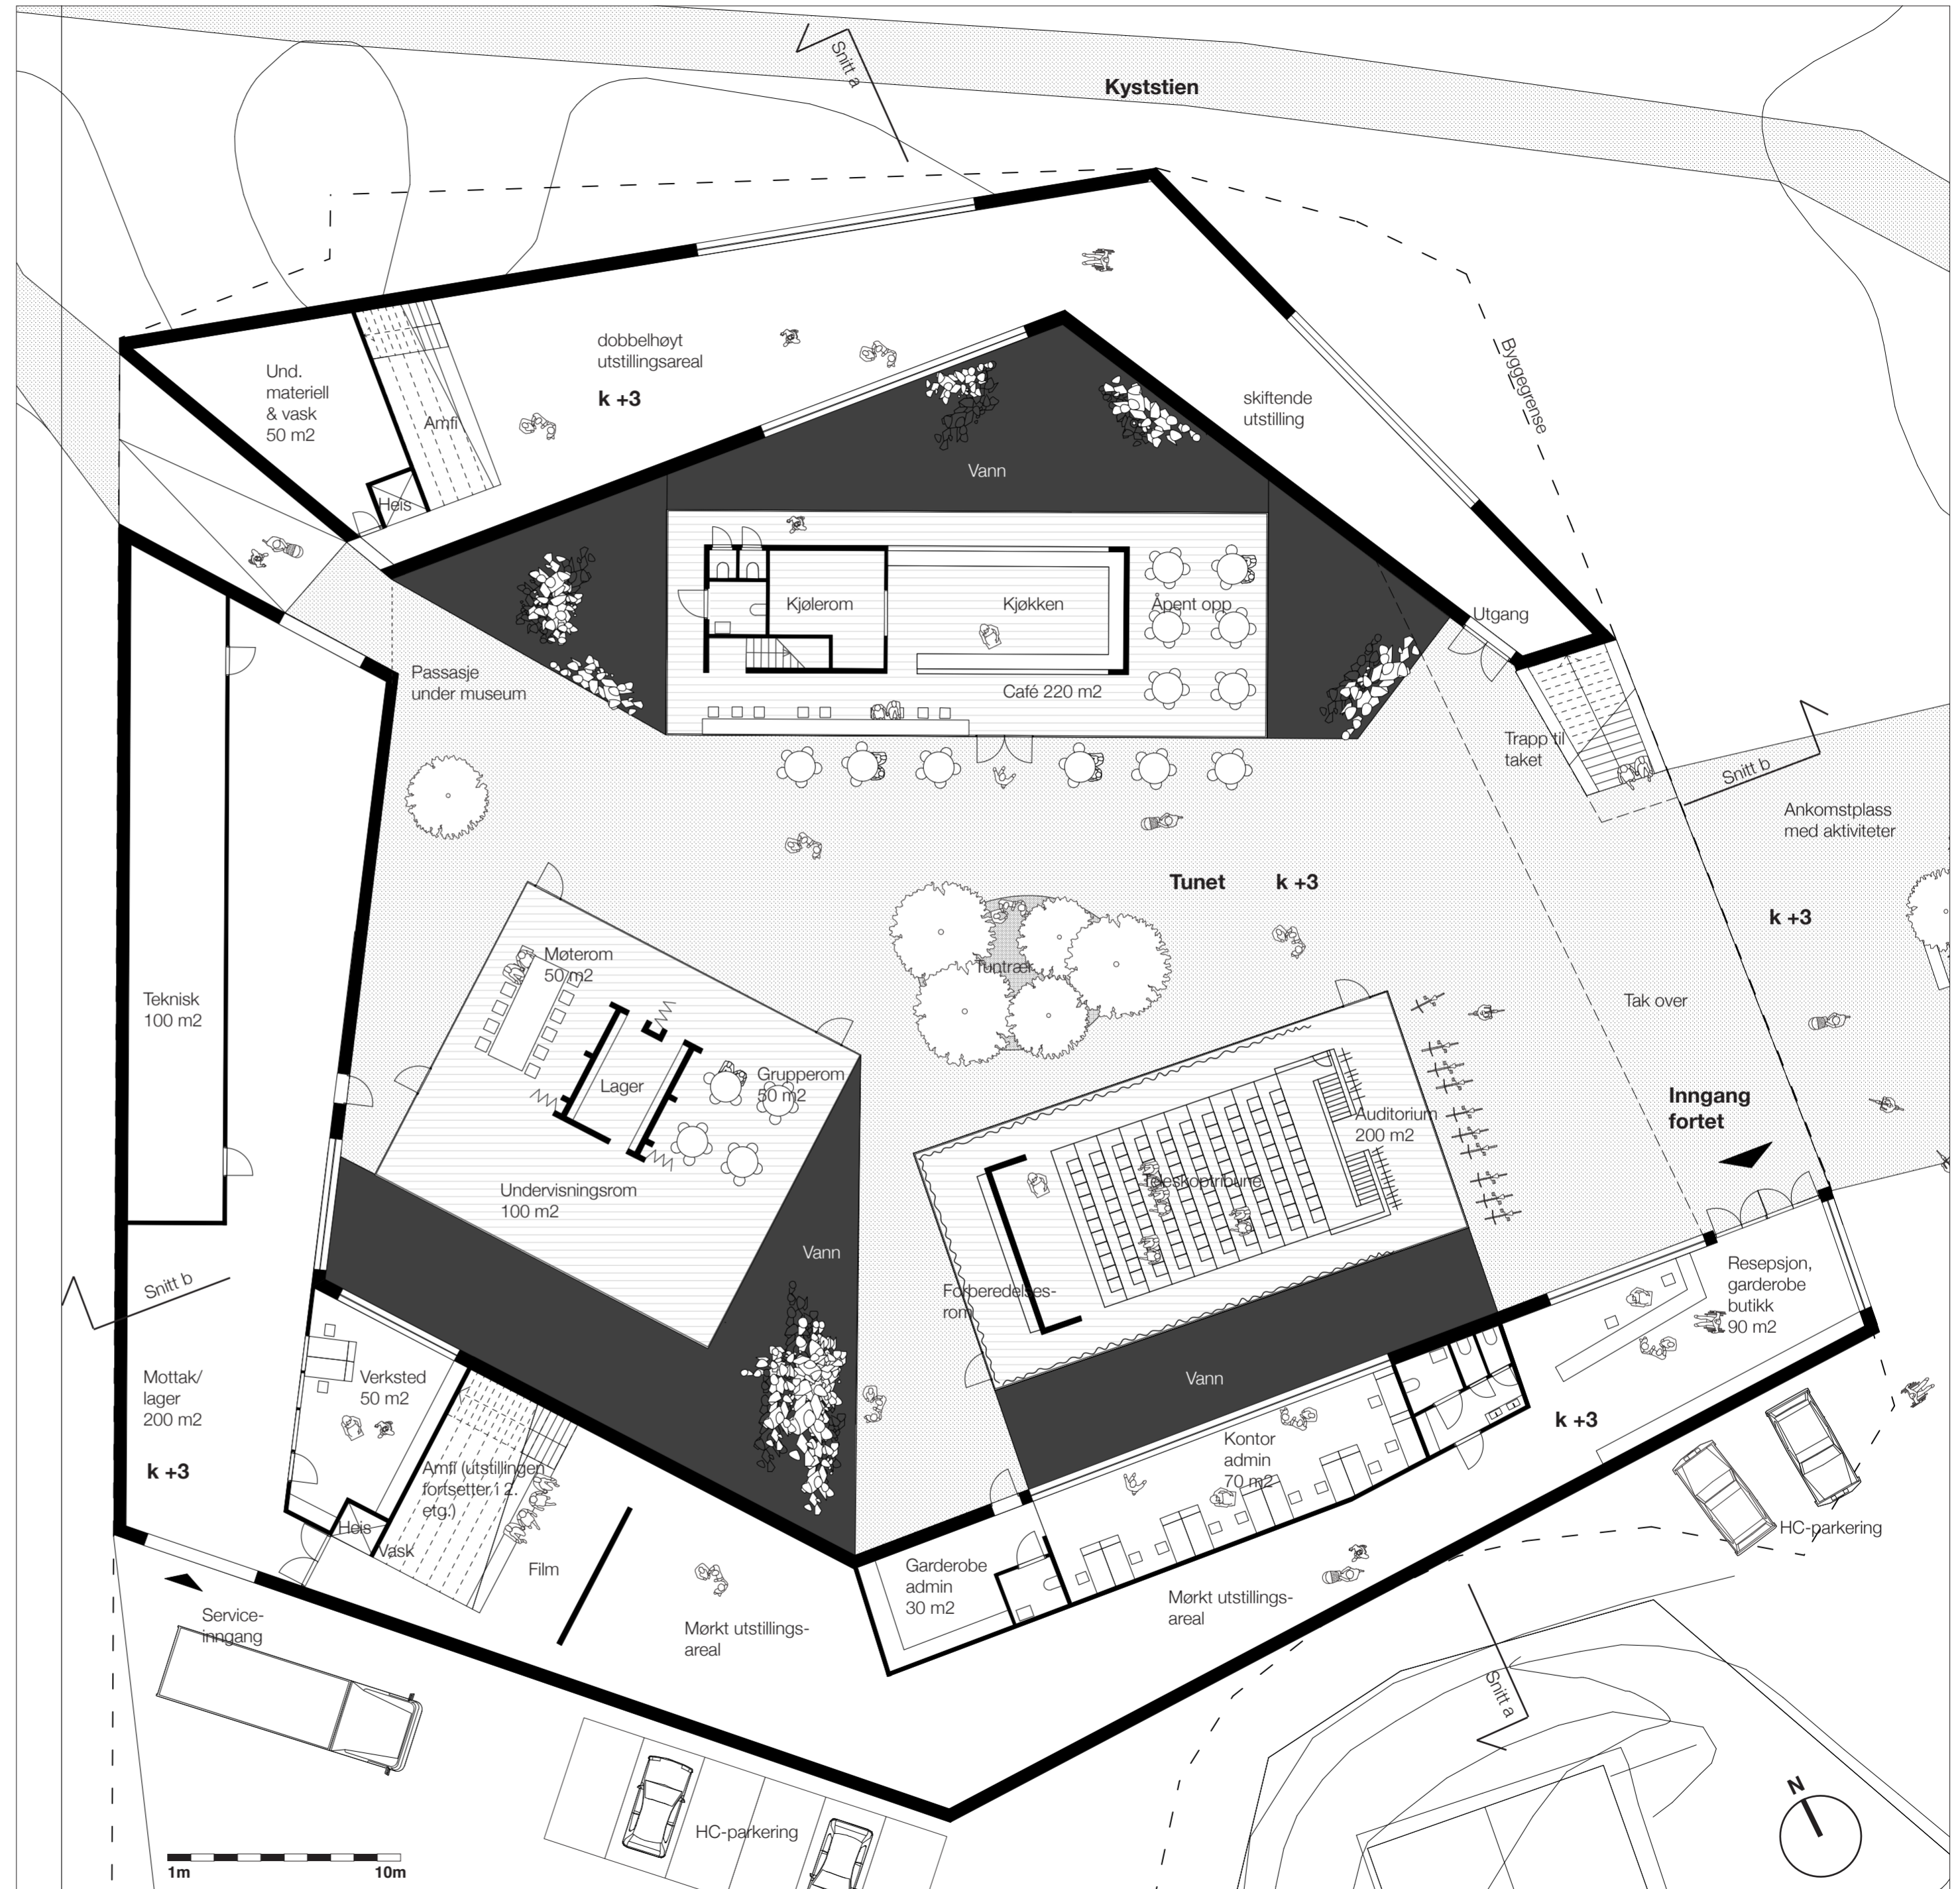 Snitt a
Kyststien
Byggegrense
dobbelhøyt
utstillingsareal
k +3
Und.
materiell
& vask
50 m2
Amfi
Heis
skiftende
utstilling
Vann
Kjølerom
Kjøkken
Åpent opp
Utgang
Café 220 m2
Passasje
under museum
Trapp til
taket
Snitt b
Ankomstplass
med aktiviteter
k +3
Tunet
k +3
Tuntrær
Tak over
Møterom
50 m2
Teknisk
100 m2
Lager
Grupperom
50 m2
Undervisningsrom
100 m2
Auditorium
200 m2
Teleskoptribune
Inngang
fortet
Vann
Forberedelses-
rom
Resepsjon,
garderobe
butikk
90 m2
Snitt b
Mottak/
lager
200 m2
k +3
Verksted
50 m2
Vann
Kontor
admin
70 m2
k +3
Amfi (utstillingen
fortsetter i 2.
etg.)
Heis
Vask
Film
Garderobe
admin
30 m2
Mørkt utstillings-
areal
Mørkt utstillings-
areal
HC-parkering
Service-
inngang
Snitt a
HC-parkering
N
1m
10m